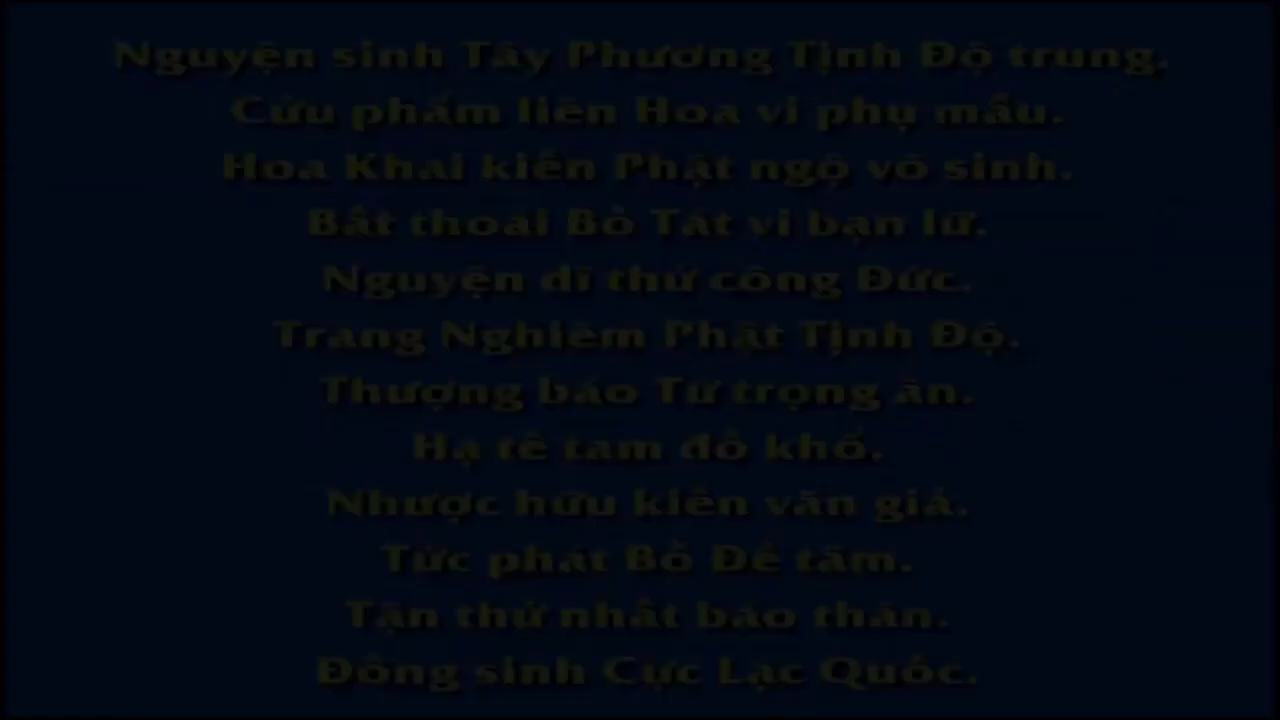 Nguyện sinh Tây Phương Tịnh Độ trung.
Cửu phẩm liên Hoa vi phụ mẫu.
Hoa Khai kiến Phật ngộ vô sinh.
Bất thoái Bồ Tát vi bạn lữ.
Nguyện dĩ thử công Đức.
Trang Nghiêm Phật Tịnh Độ.
Thượng báo Tứ trọng ân.
Hạ tế tam đồ khổ.
Nhược hữu kiến văn giả.
Tức phát Bồ Đề tâm.
Tận thử nhất báo thân.
Đồng sinh Cực Lạc Quốc.